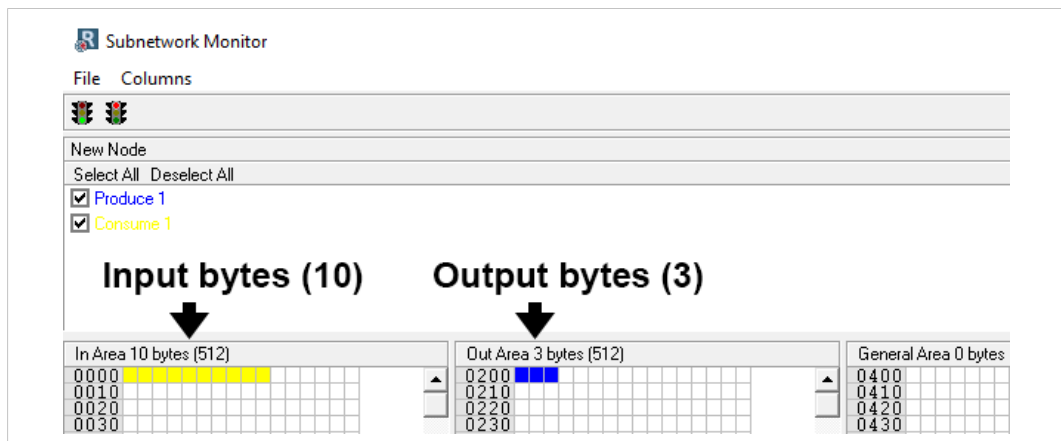 Subnetwork Monitor
File Columns
New Node
Select All Deselect All
Produce 1
Consume 1
Input bytes (10) Output bytes (3)
In Area 10 bytes (512) Out Area 3 bytes (512) General Area 0 bytes
0000 0200 0400
0010 0210 0410
0020 0220 0420
0030 0230 0430